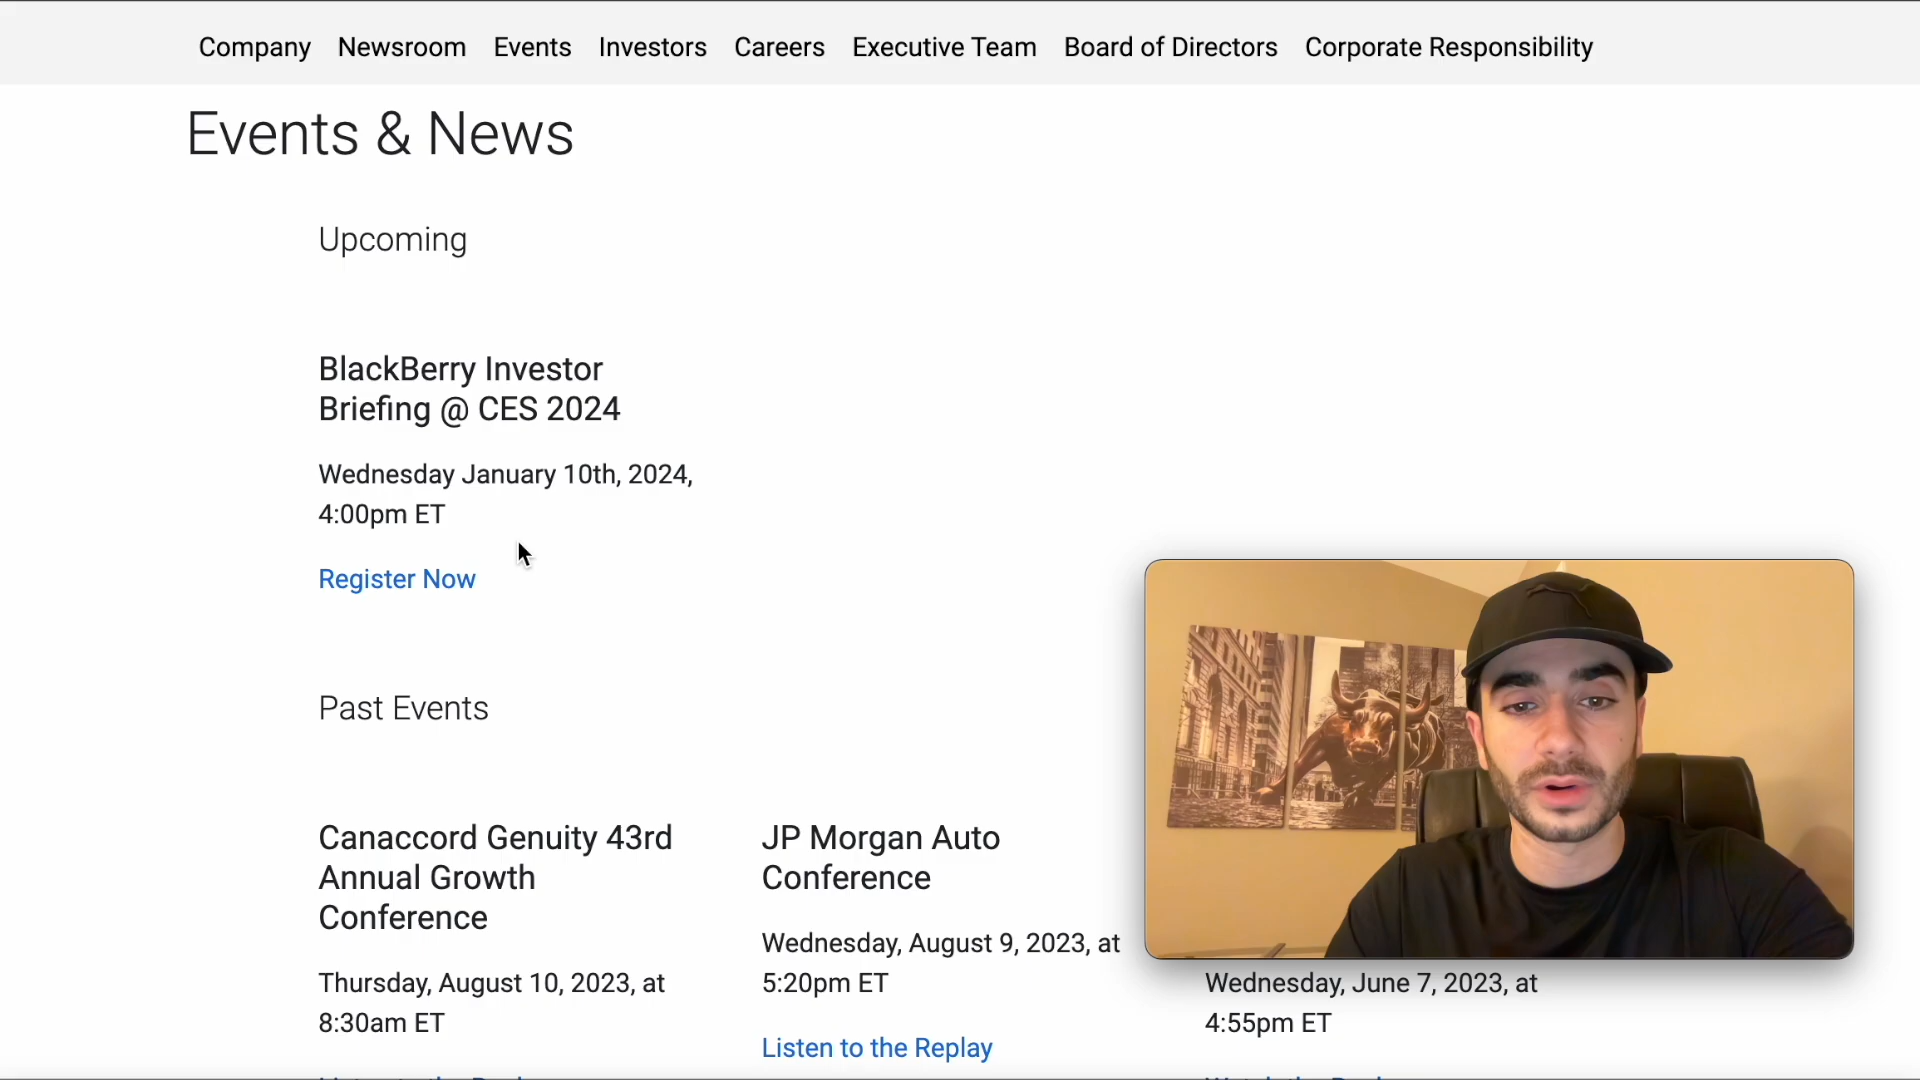 Company Newsroom Events Investors Careers Executive Team Board of Directors Corporate Responsibility
Events & News
Upcoming
BlackBerry Investor
Briefing @ CES 2024
Wednesday January 10th, 2024,
4:00pm ET
Register Now
Past Events
Canaccord Genuity 43rd
Annual Growth
Conference
Thursday, August 10, 2023, at
8:30am ET
JP Morgan Auto
Conference
Wednesday, August 9, 2023, at
5:20pm ET
Listen to the Replay
Wednesday, June 7, 2023, at
4:55pm ET